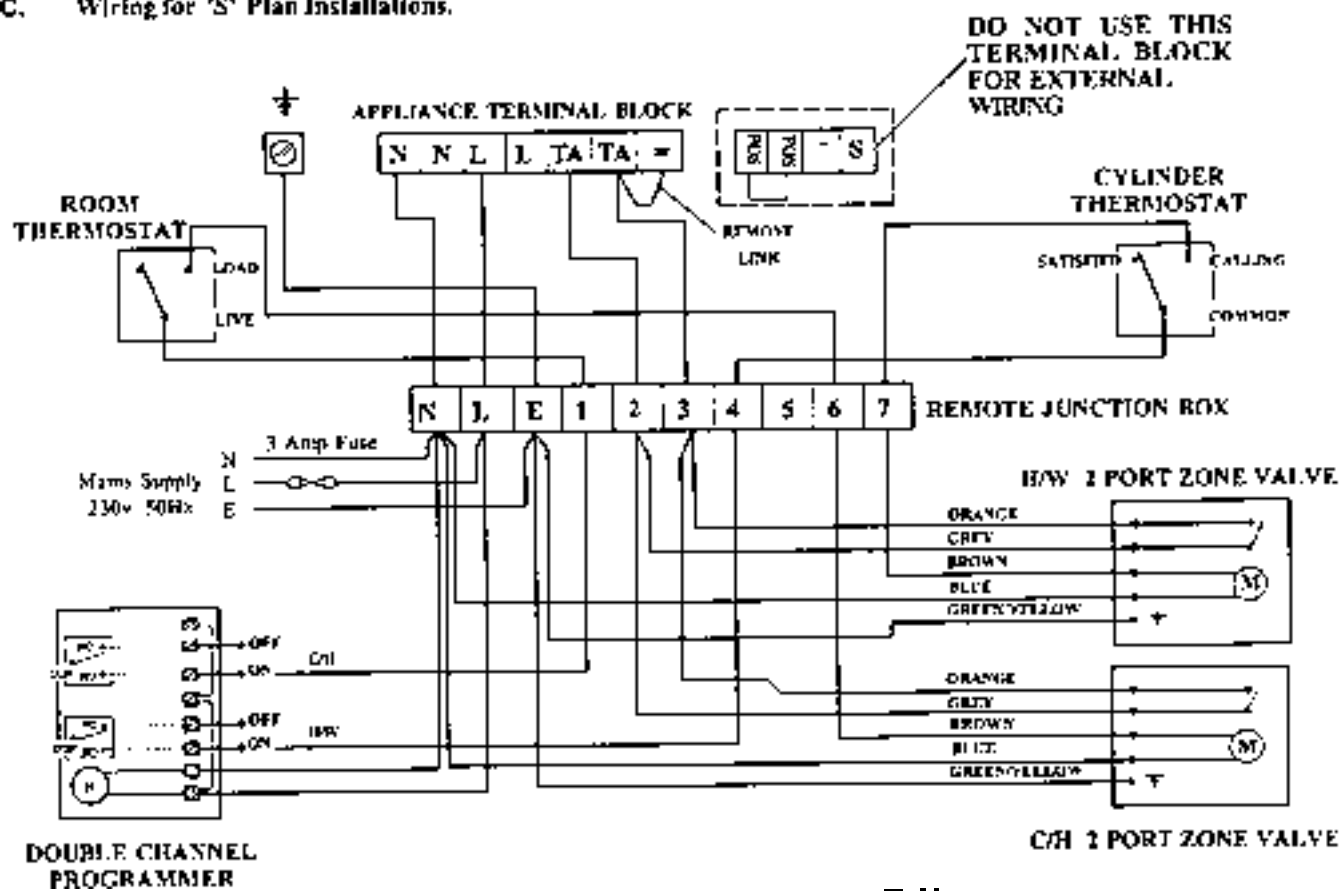 C. Wiring for 'S' Plan Installations.
DO NOT USE THIS
TERMINAL BLOCK
FOR EXTERNAL
WIRING
APPLIANCE TERMINAL BLOCK
N N L L TA TA
S
ROOM
THERMOSTAT
LOAD
LIVE
REMOVE
LINK
CYLINDER
THERMOSTAT
SATISFIED
CALLING
COMMON
N L E 1 2 3 4 5 6 7
REMOTE JUNCTION BOX
3 Amp Fuse
N
Mains Supply L
230v 50Hz E
H/W 2 PORT ZONE VALVE
ORANGE
GREY
BROWN
BLUE
GREEN/YELLOW
M
OFF
ON C/H
OFF
ON H/W
ORANGE
GREY
BROWN
BLUE
GREEN/YELLOW
M
C/H 2 PORT ZONE VALVE
DOUBLE CHANNEL
PROGRAMMER